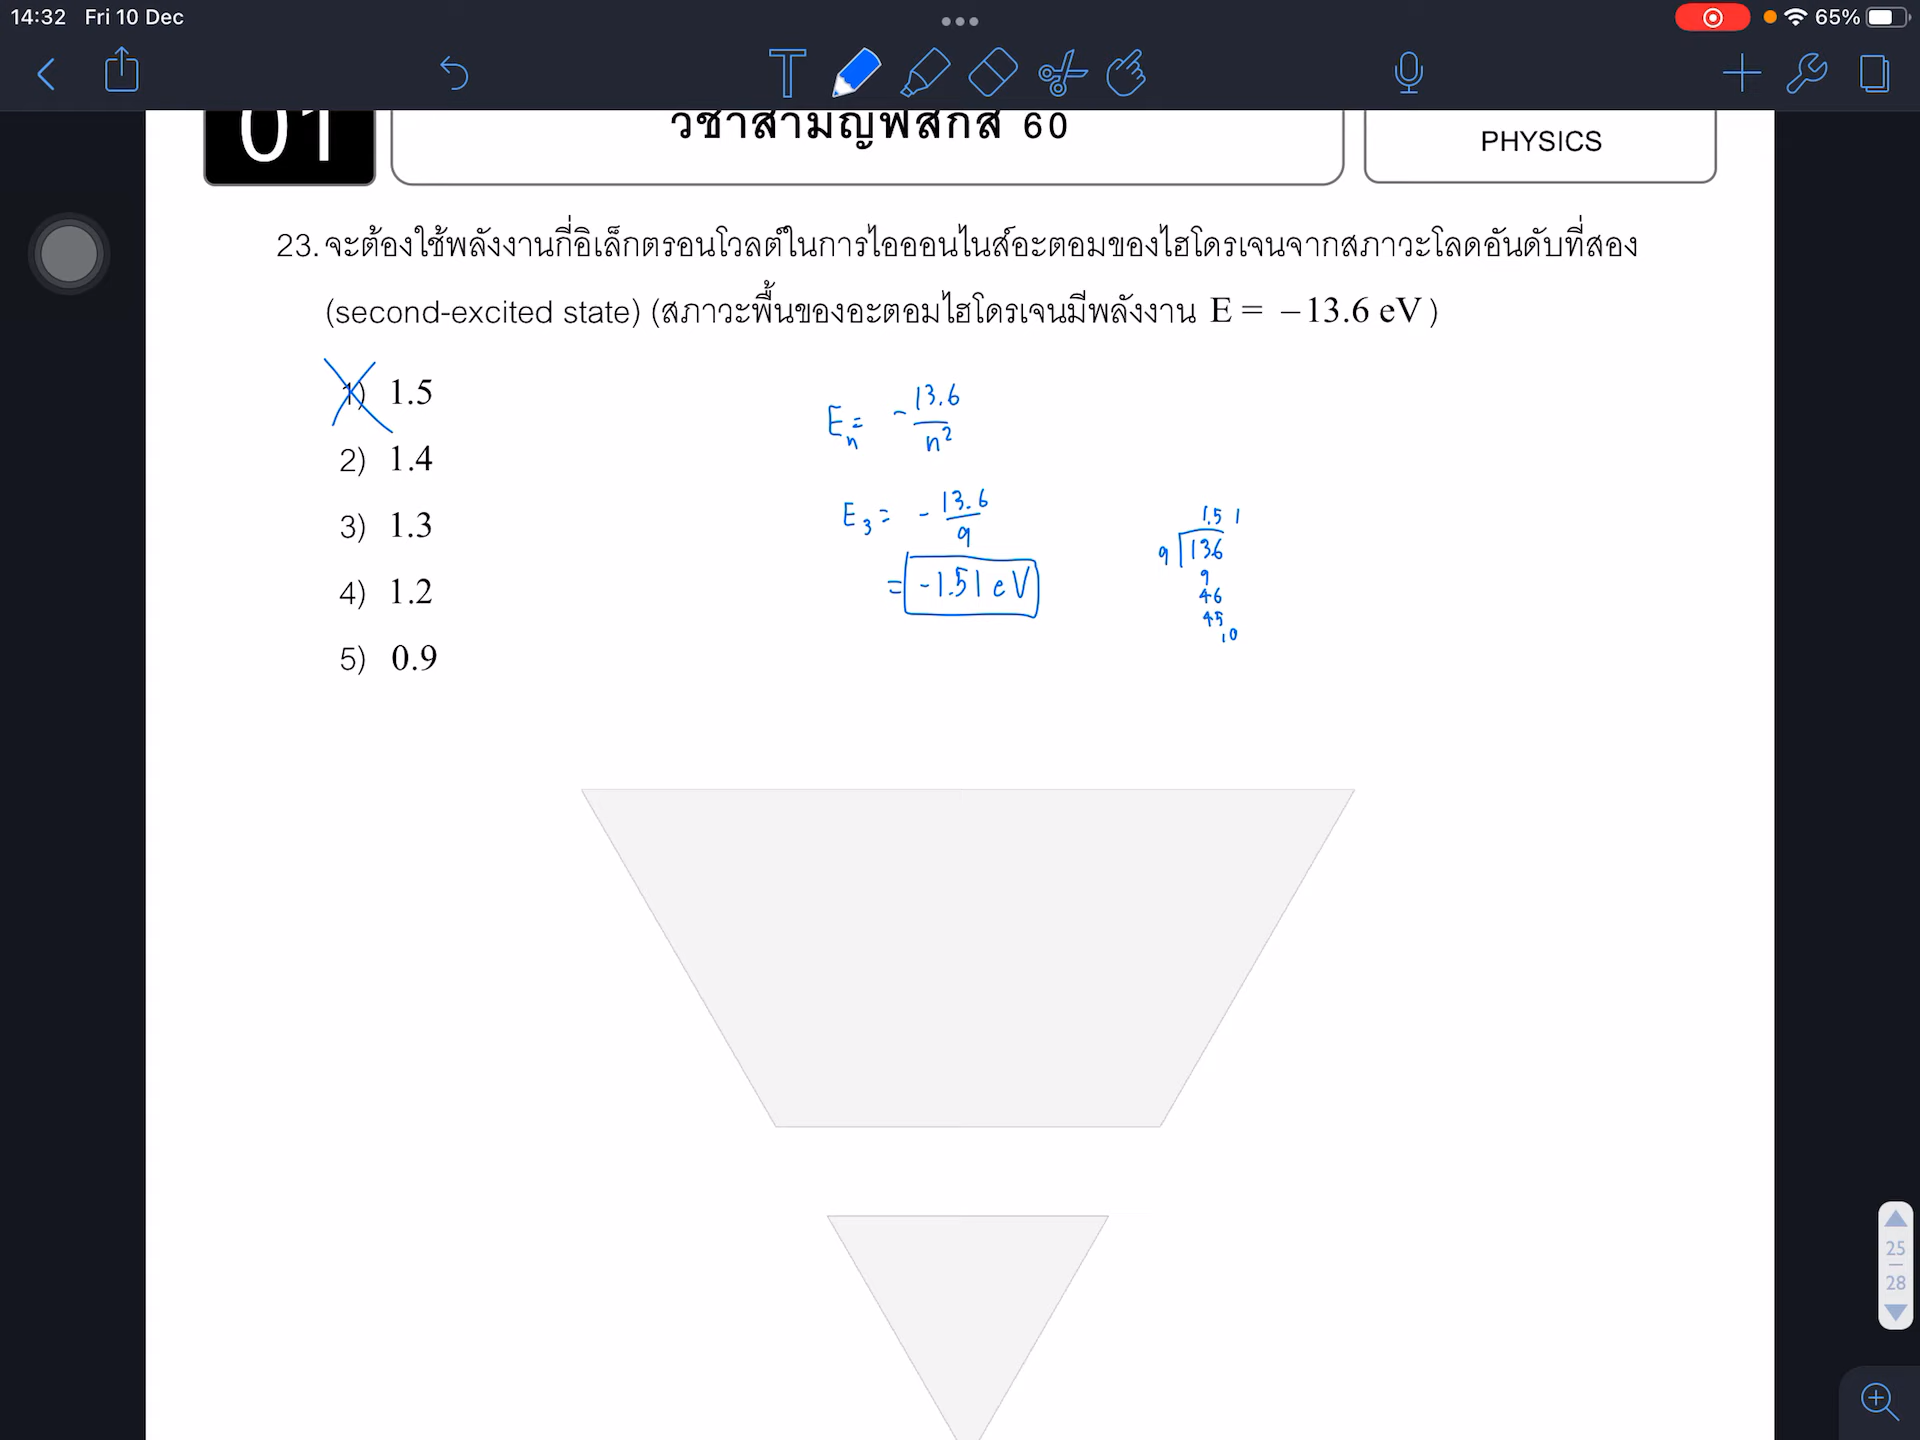 14:32 Fri 10 Dec
65%
01
วิชาสามัญฟิสิกส์ 60
PHYSICS
23. จะต้องใช้พลังงานกี่อิเล็กตรอนโวลต์ในการไอออนไนส์อะตอมของไฮโดรเจนจากสภาวะโลดอันดับที่สอง
(second-excited state) (สภาวะพื้นของอะตอมไฮโดรเจนมีพลังงาน E = −13.6 eV)
1) 1.5
2) 1.4
3) 1.3
4) 1.2
5) 0.9
En = - 13.6
n²
E3 = - 13.6
9
= -1.51 eV
1.5 1
9 13.6
9
46
45
10
25
28